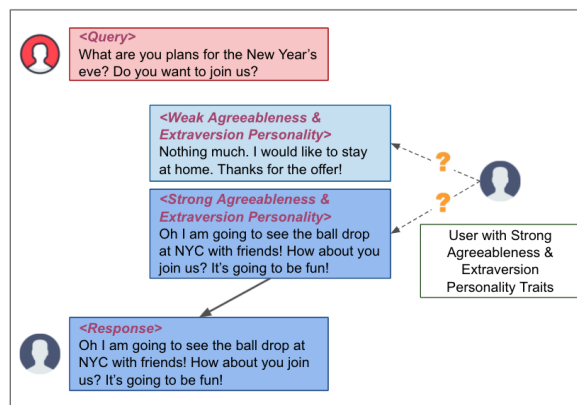 <Query>
What are you plans for the New Year's
eve? Do you want to join us?
<Weak Agreeableness &
Extraversion Personality>
Nothing much. I would like to stay
at home. Thanks for the offer!
?
?
<Strong Agreeableness &
Extraversion Personality>
Oh I am going to see the ball drop
at NYC with friends! How about you
join us? It's going to be fun!
User with Strong
Agreeableness &
Extraversion
Personality Traits
<Response>
Oh I am going to see the ball drop at
NYC with friends! How about you join
us? It's going to be fun!